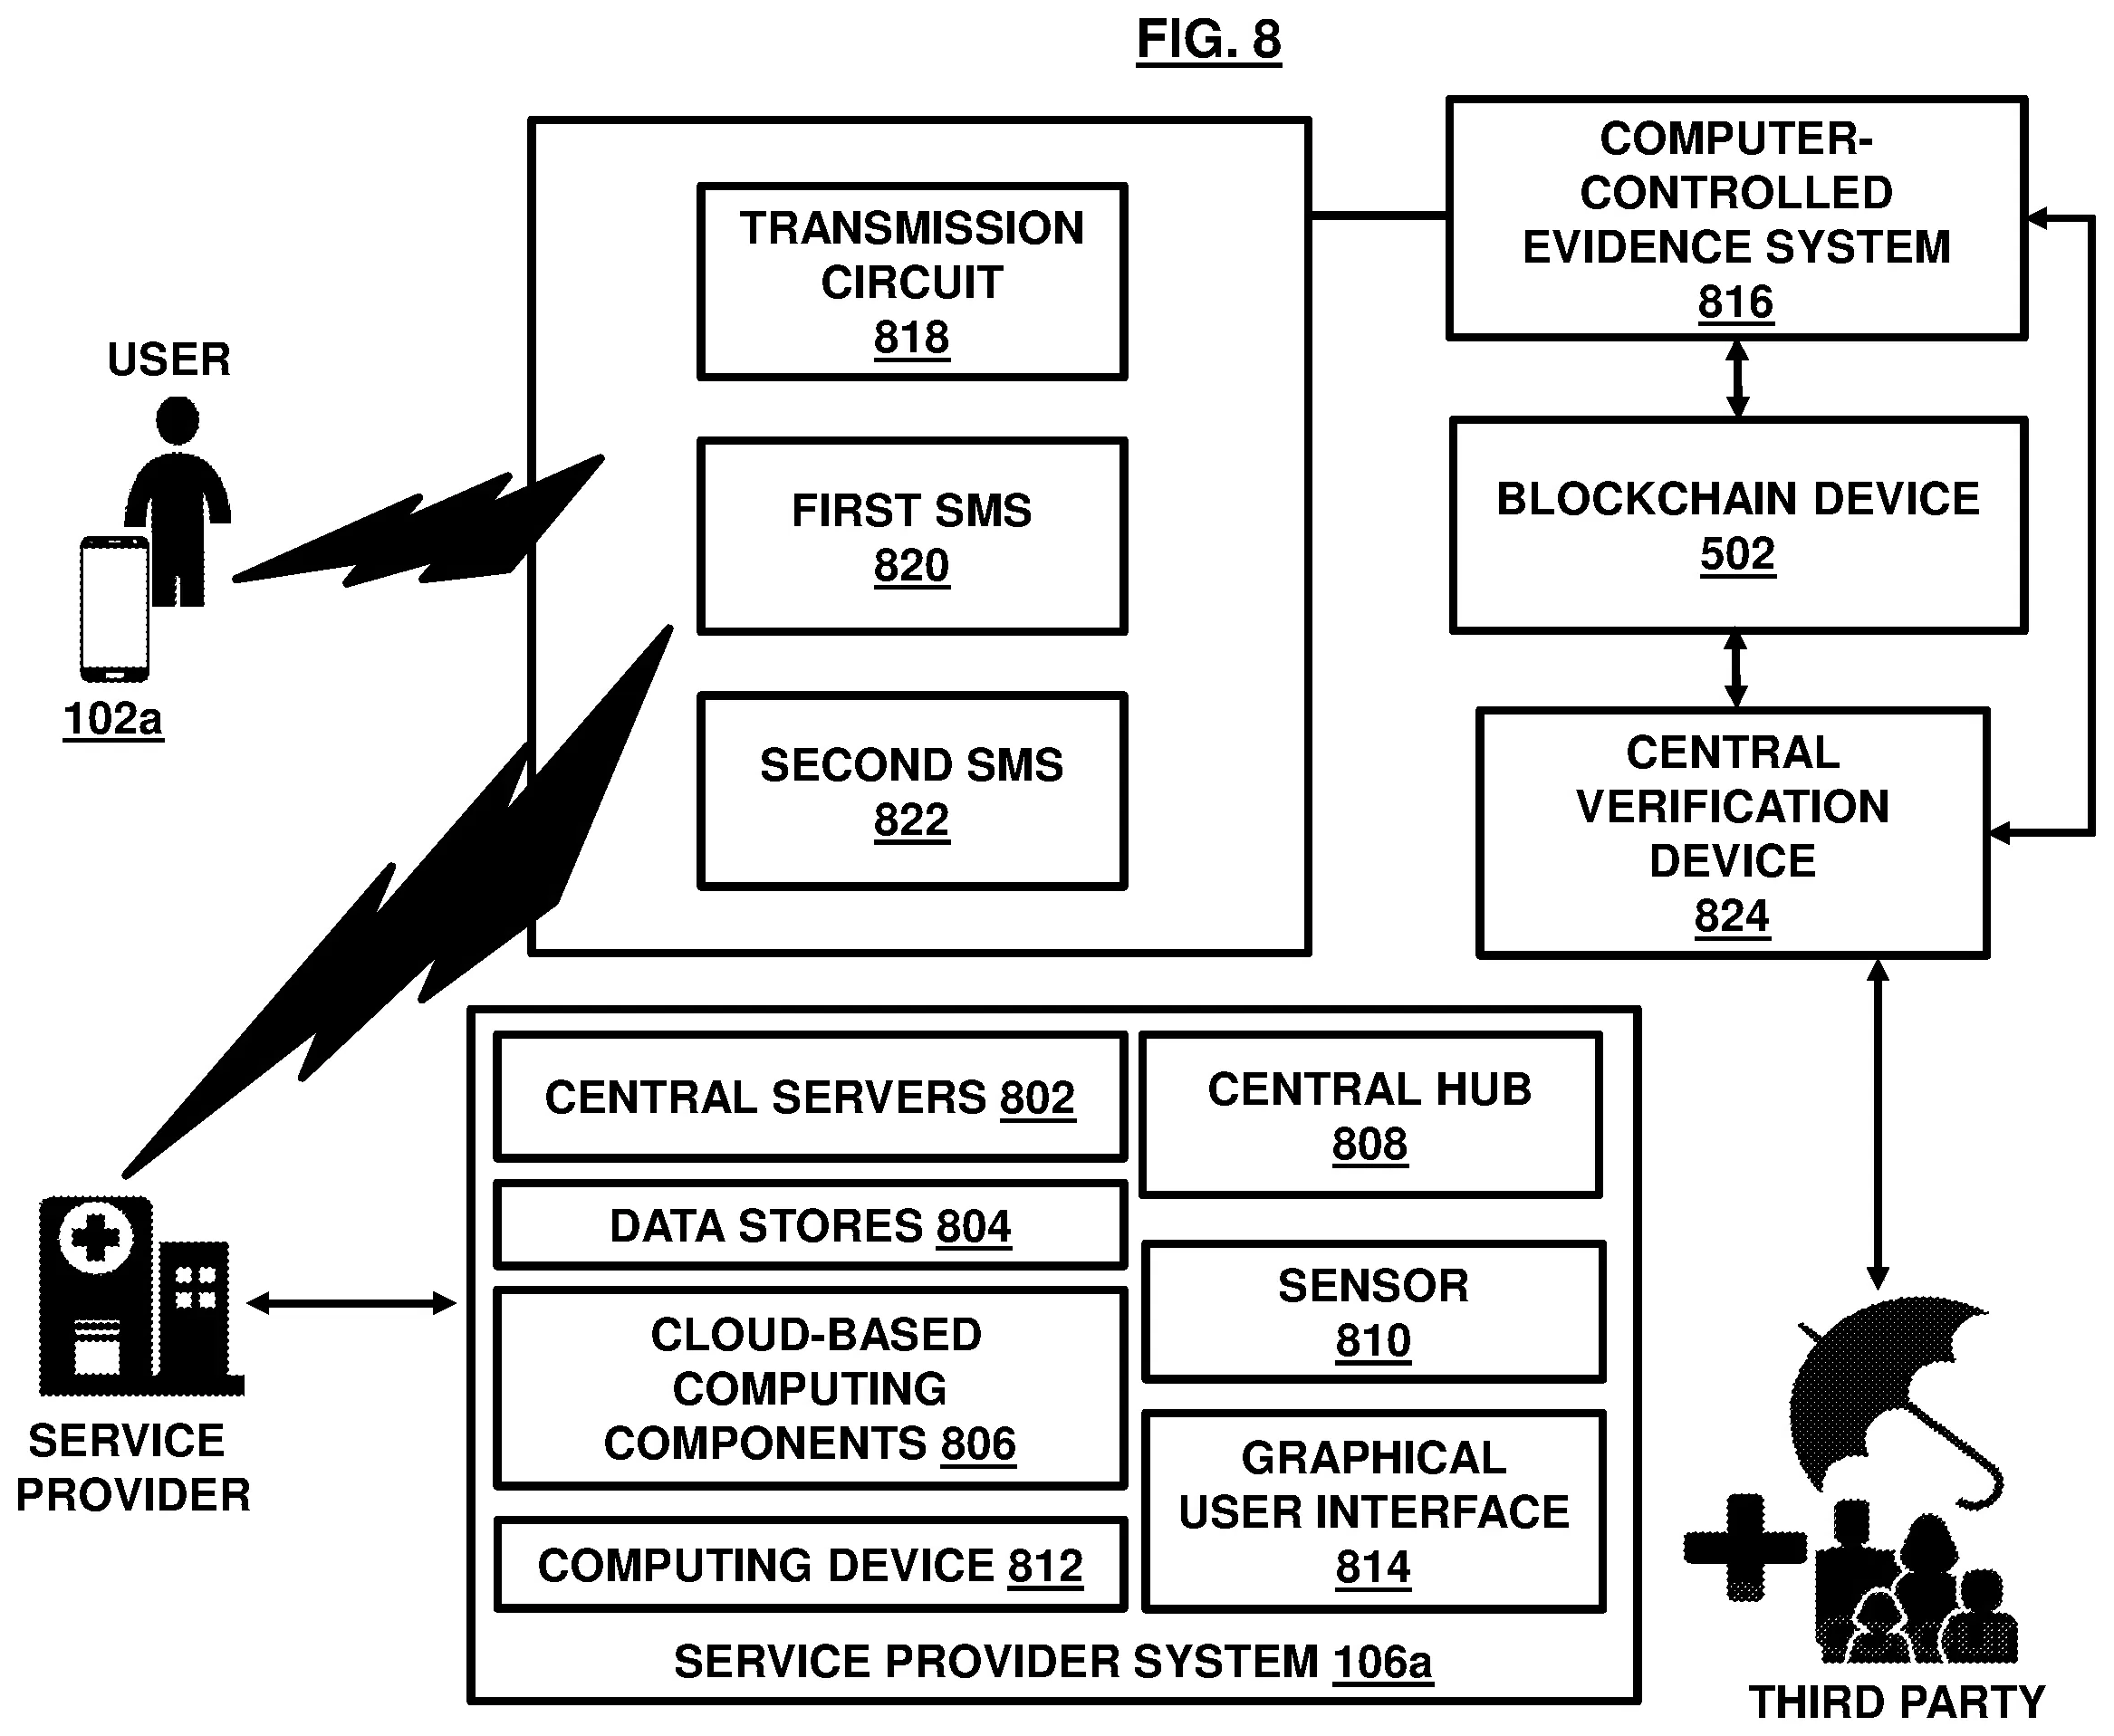 FIG. 8
TRANSMISSION
CIRCUIT
818
FIRST SMS
820
SECOND SMS
822
COMPUTER-
CONTROLLED
EVIDENCE SYSTEM
816
BLOCKCHAIN DEVICE
502
CENTRAL
VERIFICATION
DEVICE
824
USER
102a
SERVICE
PROVIDER
CENTRAL SERVERS 802
DATA STORES 804
CLOUD-BASED
COMPUTING
COMPONENTS 806
COMPUTING DEVICE 812
CENTRAL HUB
808
SENSOR
810
GRAPHICAL
USER INTERFACE
814
SERVICE PROVIDER SYSTEM 106a
THIRD PARTY